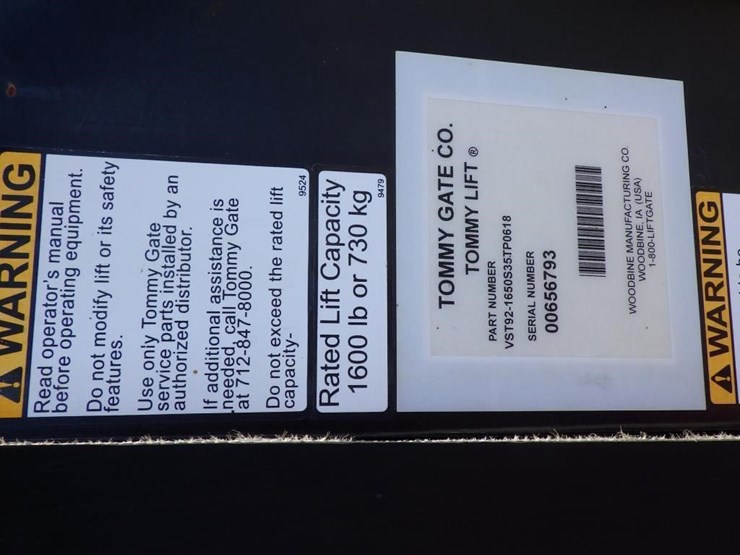 WARNING
Read operator's manual
before operating equipment.
Do not modify lift or its safety
features.
Use only Tommy Gate
service parts installed by an
authorized distributor.
If additional assistance is
needed, call Tommy Gate
at 712-847-8000.
Do not exceed the rated lift
capacity-
9524
Rated Lift Capacity
1600 lb or 730 kg
9479
TOMMY GATE CO.
TOMMY LIFT ®
PART NUMBER
VST92-1650S35TP0618
SERIAL NUMBER
00656793
WOODBINE MANUFACTURING CO.
WOODBINE, IA (USA)
1-800-LIFTGATE
WARNING